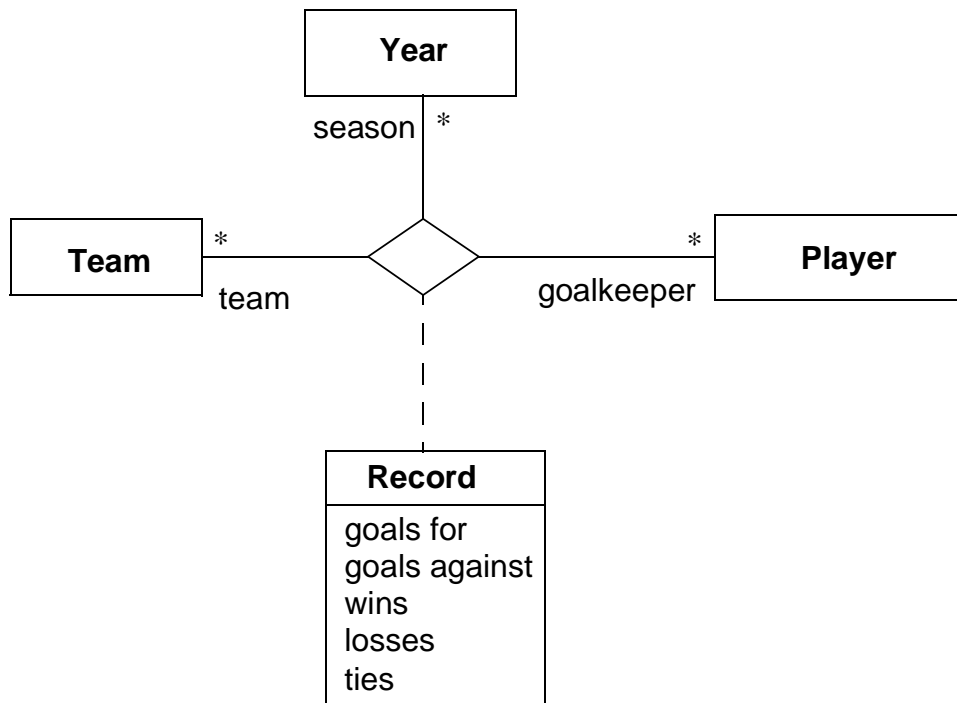 Year
season *
Team
*
team
*
goalkeeper
Player
Record
goals for
goals against
wins
losses
ties